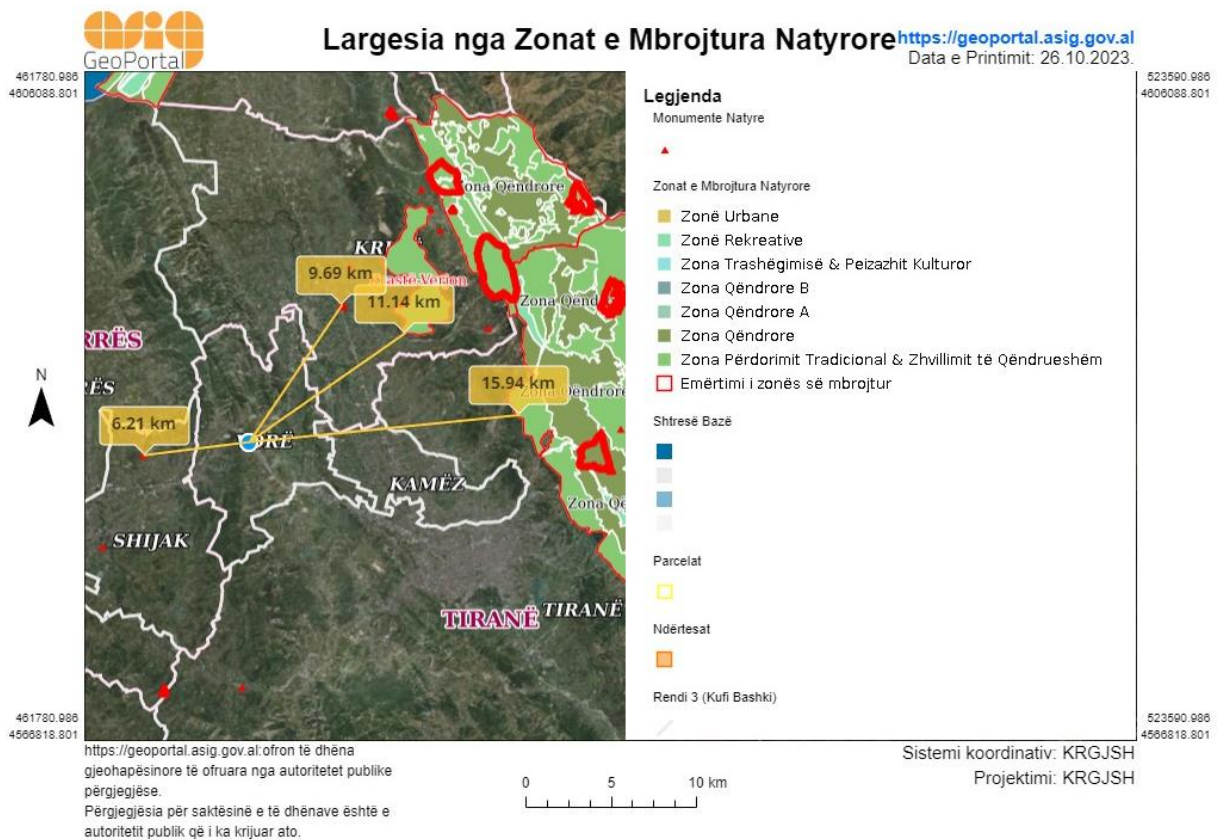 asig
GeoPortal
Largesia nga Zonat e Mbrojtura Natyrore
https://geoportal.asig.gov.al
Data e Printimit: 26.10.2023.
461780.986
4606088.801
523590.986
4606088.801
Zona Qëndrore
9.69 km
11.14 km
Zona
RRËS
15.94 km
Zona Qëndrore
6.21 km
KAMËZ
Zona
SHIJAK
TIRANË
TIRANË
N
Legjenda
Monumente Natyre
Zonat e Mbrojtura Natyrore
Zonë Urbane
Zonë Rekreative
Zona Trashëgimisë & Peizazhit Kulturor
Zona Qëndrore B
Zona Qëndrore A
Zona Qëndrore
Zona Përdorimit Tradicional & Zhvillimit të Qëndrueshëm
Emërtimi i zonës së mbrojtur
Shtresë Bazë
Parcelat
Ndërtesat
Rendi 3 (Kufi Bashki)
461780.986
4566818.801
523590.986
4566818.801
https://geoportal.asig.gov.al:ofron të dhëna
gjeohapësinore të ofruara nga autoritetet publike
përgjegjëse.
Përgjegjësia për saktësinë e të dhënave është e
autoritetit publik që i ka krijuar ato.
0 5 10 km
Sistemi koordinativ: KRGJSH
Projektimi: KRGJSH